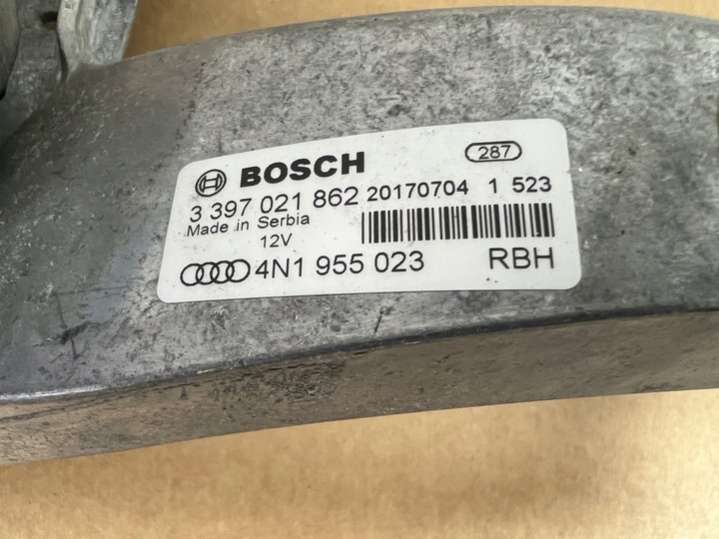 BOSCH 287
3 397 021 862 20170704 1 523
Made in Serbia
12V
4N1 955 023 RBH